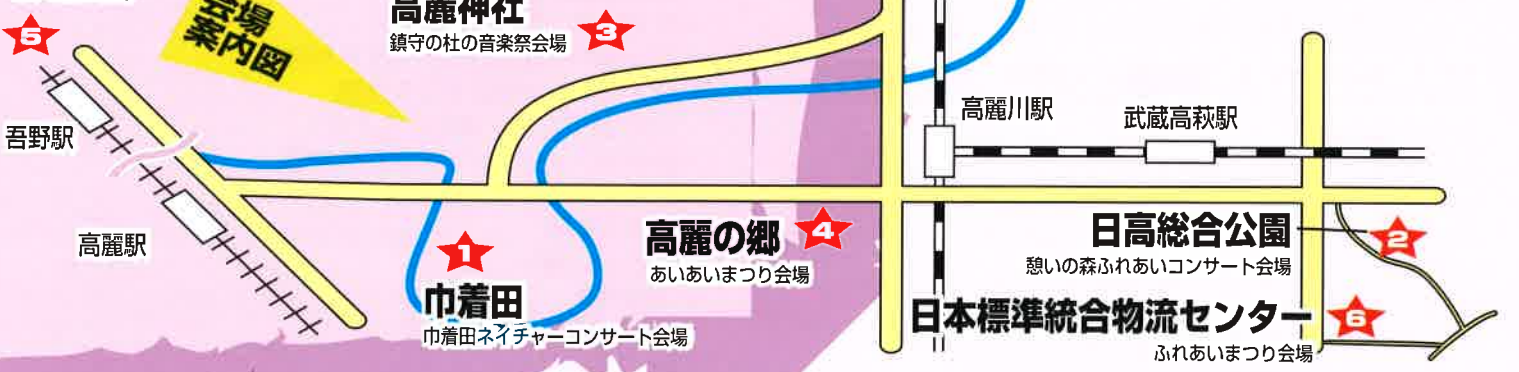 会場
案内図
5
高麗神社
鎮守の杜の音楽祭会場
3
吾野駅
高麗川駅
武蔵高萩駅
高麗駅
1
巾着田
巾着田ネイチャーコンサート会場
高麗の郷
4
あいあいまつり会場
日高総合公園
2
憩いの森ふれあいコンサート会場
日本標準統合物流センター
6
ふれあいまつり会場